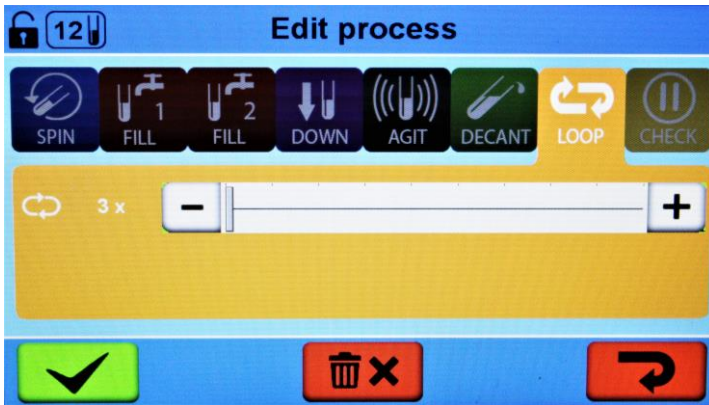 12 Edit process
SPIN
1 FILL
2 FILL
DOWN
AGIT
DECANT
LOOP
CHECK
3 x
- +